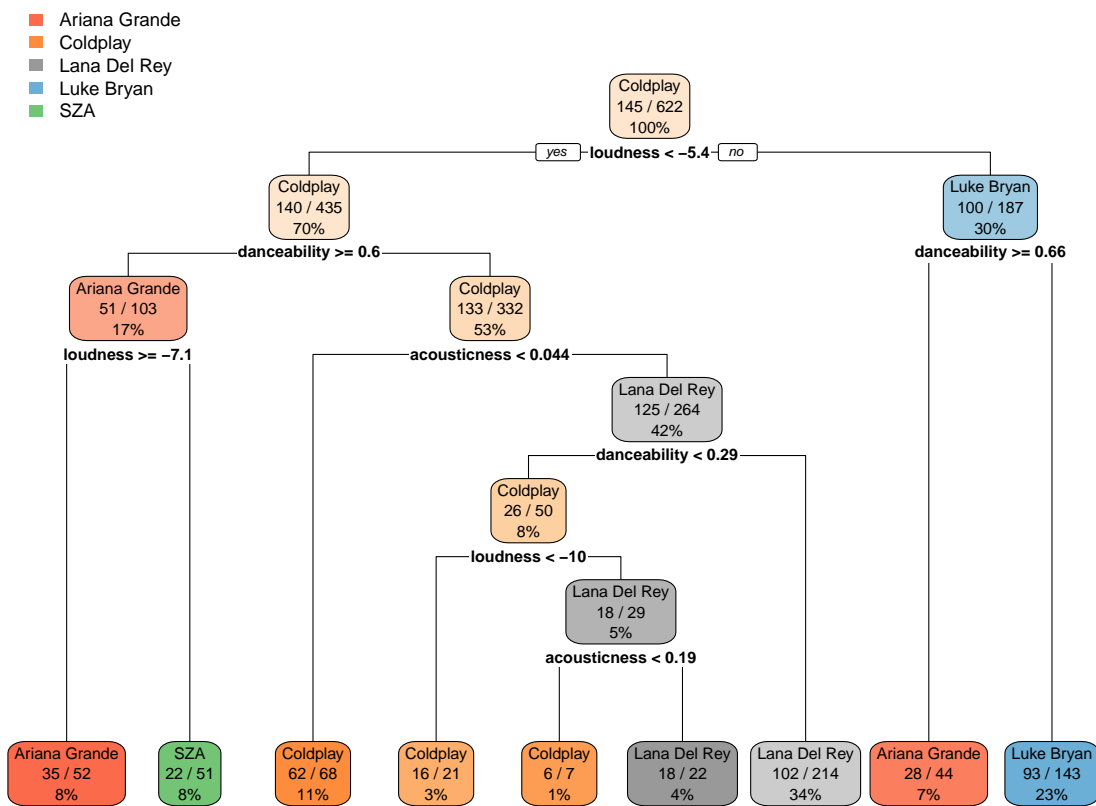 Ariana Grande
Coldplay
Lana Del Rey
Luke Bryan
SZA
Coldplay
145 / 622
100%
yes loudness < −5.4 no
Coldplay
140 / 435
70%
danceability >= 0.6
Luke Bryan
100 / 187
30%
danceability >= 0.66
Ariana Grande
51 / 103
17%
loudness >= −7.1
Coldplay
133 / 332
53%
acousticness < 0.044
Lana Del Rey
125 / 264
42%
danceability < 0.29
Coldplay
26 / 50
8%
loudness < −10
Lana Del Rey
18 / 29
5%
acousticness < 0.19
Ariana Grande
35 / 52
8%
SZA
22 / 51
8%
Coldplay
62 / 68
11%
Coldplay
16 / 21
3%
Coldplay
6 / 7
1%
Lana Del Rey
18 / 22
4%
Lana Del Rey
102 / 214
34%
Ariana Grande
28 / 44
7%
Luke Bryan
93 / 143
23%